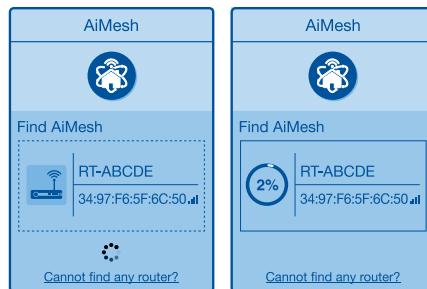 AiMesh
Find AiMesh
RT-ABCDE
34:97:F6:5F:6C:50
Cannot find any router?
AiMesh
Find AiMesh
2%
RT-ABCDE
34:97:F6:5F:6C:50
Cannot find any router?